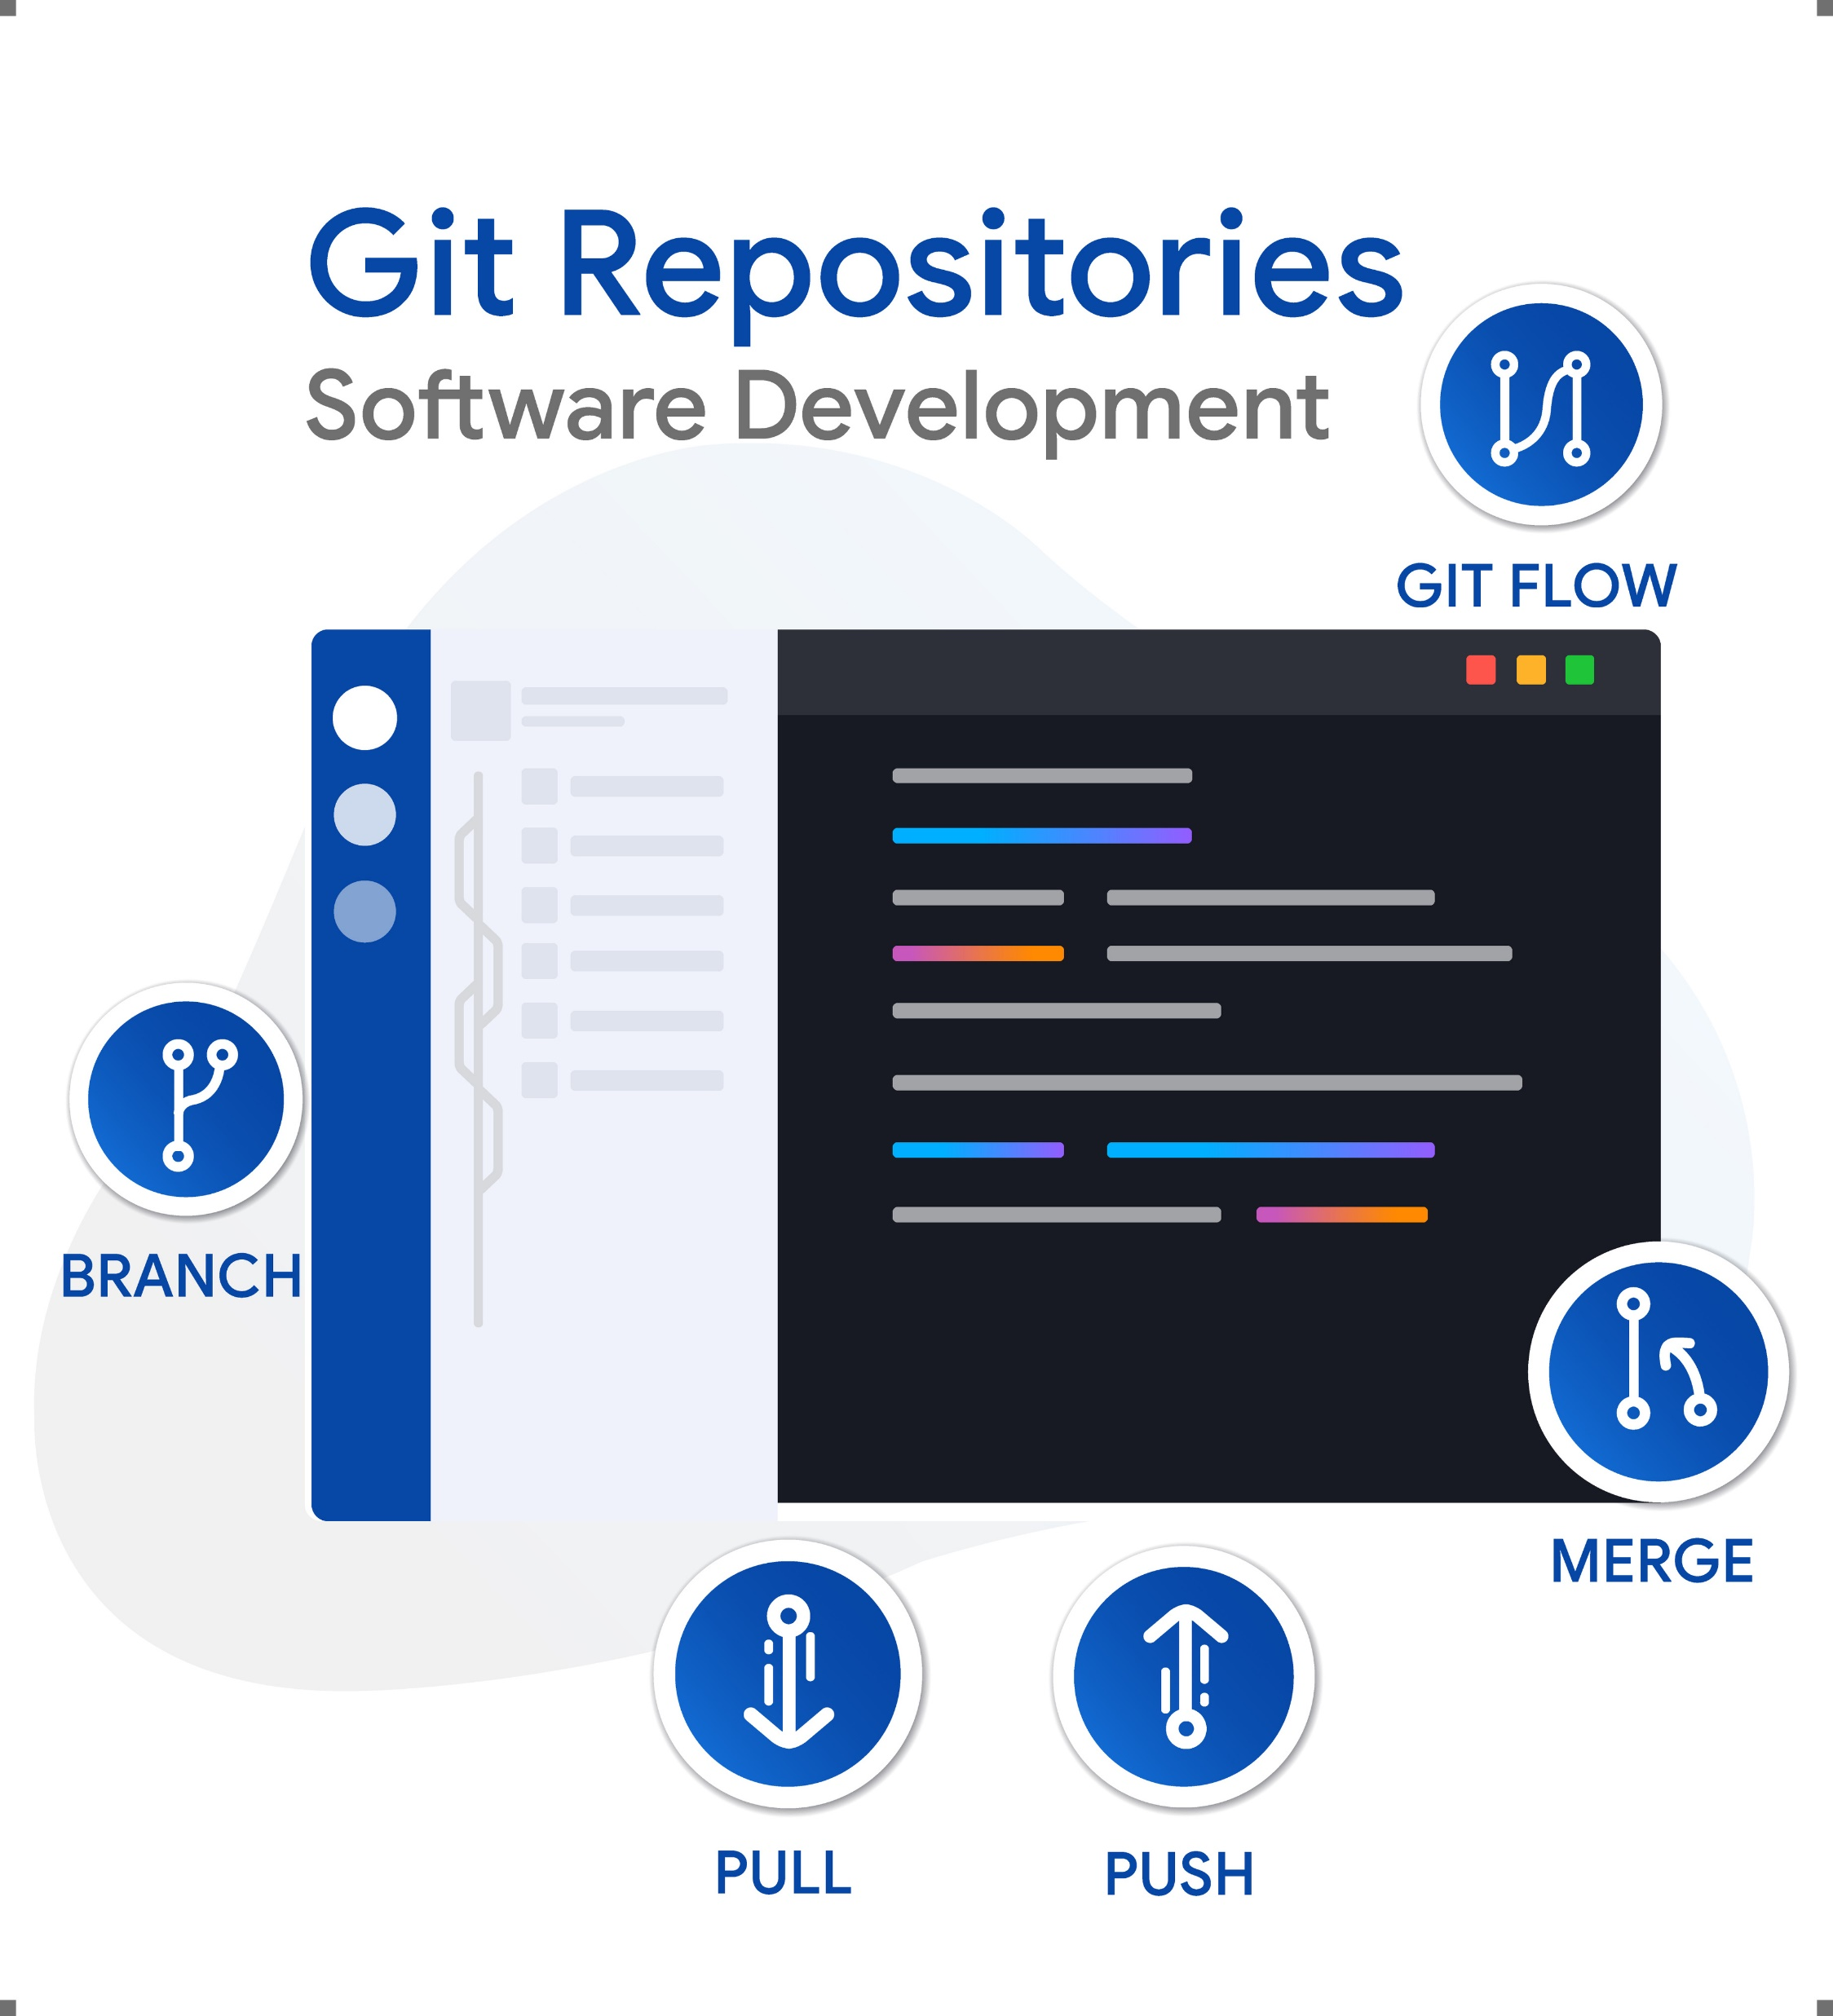 Git Repositories
Software Development
GIT FLOW
BRANCH
MERGE
PULL
PUSH